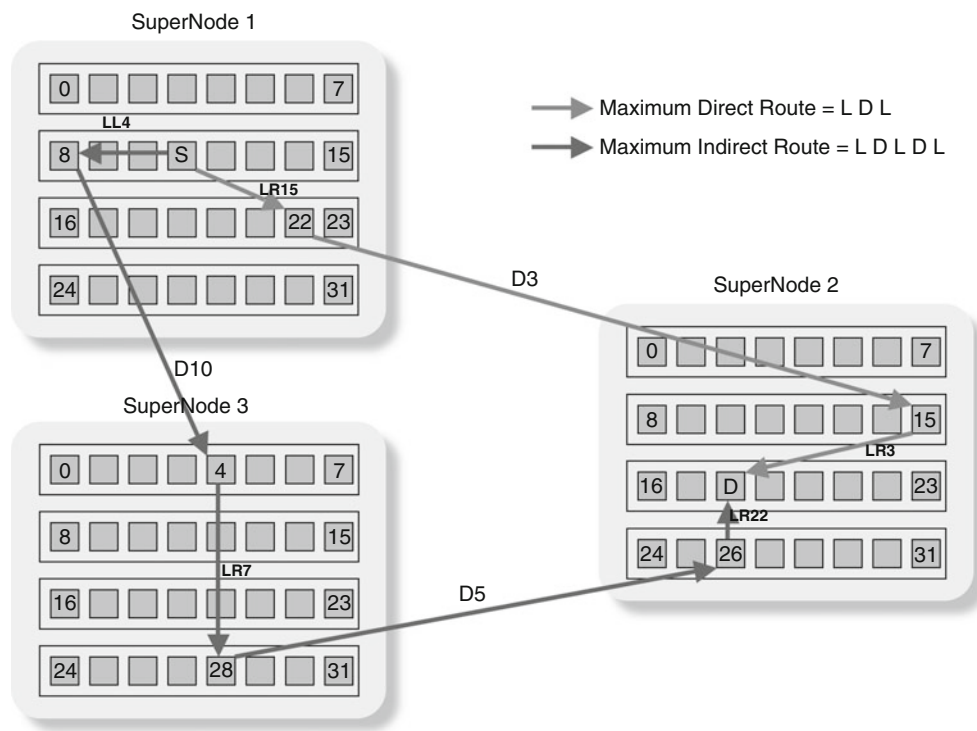 SuperNode 1
0 7
LL4
8 S 15
LR15
16 22 23
24 31
Maximum Direct Route = L D L
Maximum Indirect Route = L D L D L
D3
D10
SuperNode 2
0 7
8 15
LR3
16 D 23
LR22
24 26 31
SuperNode 3
0 4 7
8 15
LR7
16 23
24 28 31
D5